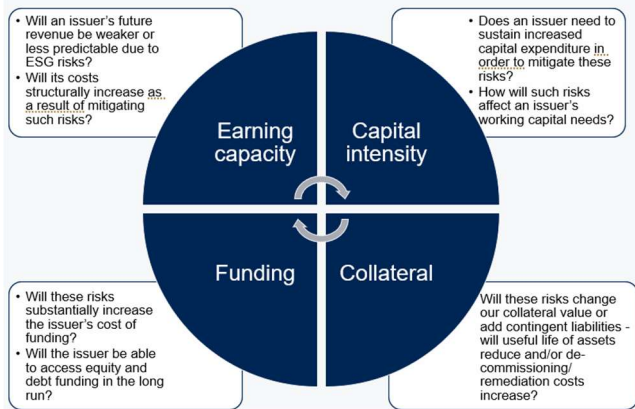 • Will an issuer's future
revenue be weaker or
less predictable due to
ESG risks?
• Will its costs
structurally increase as
a result of mitigating
such risks?
• Does an issuer need to
sustain increased
capital expenditure in
order to mitigate these
risks?
• How will such risks
affect an issuer's
working capital needs?
Earning
capacity
Capital
intensity
Funding
Collateral
• Will these risks
substantially increase
the issuer's cost of
funding?
• Will the issuer be able
to access equity and
debt funding in the long
run?
Will these risks change
our collateral value or
add contingent liabilities -
will useful life of assets
reduce and/or de-
commissioning/
remediation costs
increase?